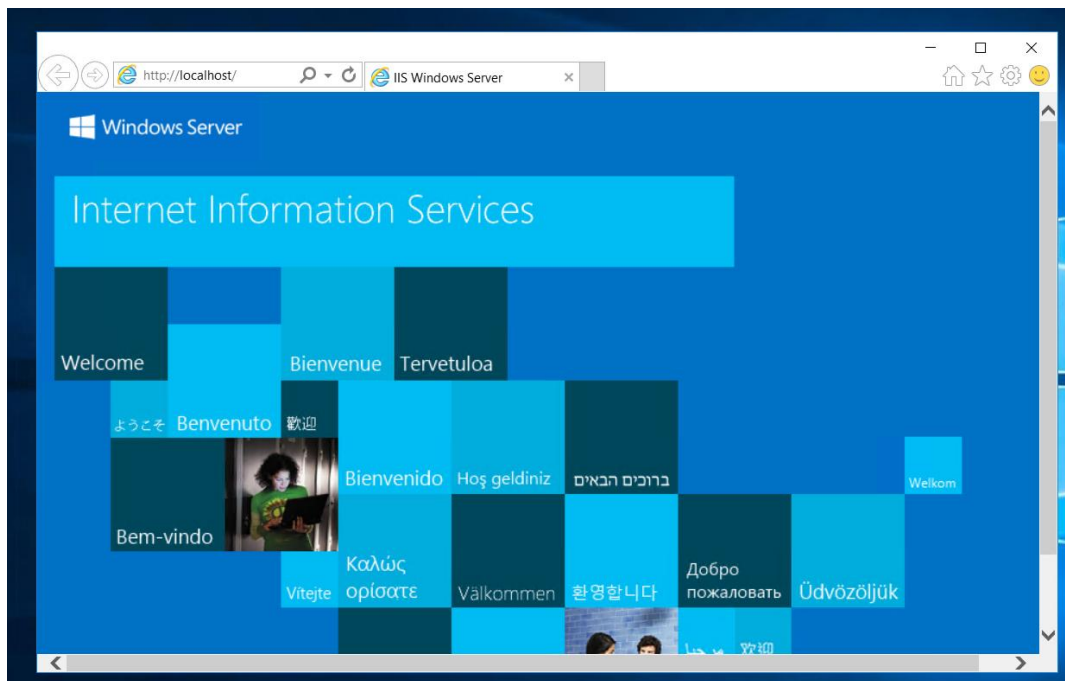 http://localhost/
IIS Windows Server
Windows Server
Internet Information Services
Welcome
Bienvenue
Tervetuloa
ようこそ
Benvenuto
歡迎
Bienvenido
Hoş geldiniz
ברוכים הבאים
Welkom
Bem-vindo
Vítejte
Καλώς
ορίσατε
Välkommen
환영합니다
Добро
пожаловать
Üdvözöljük